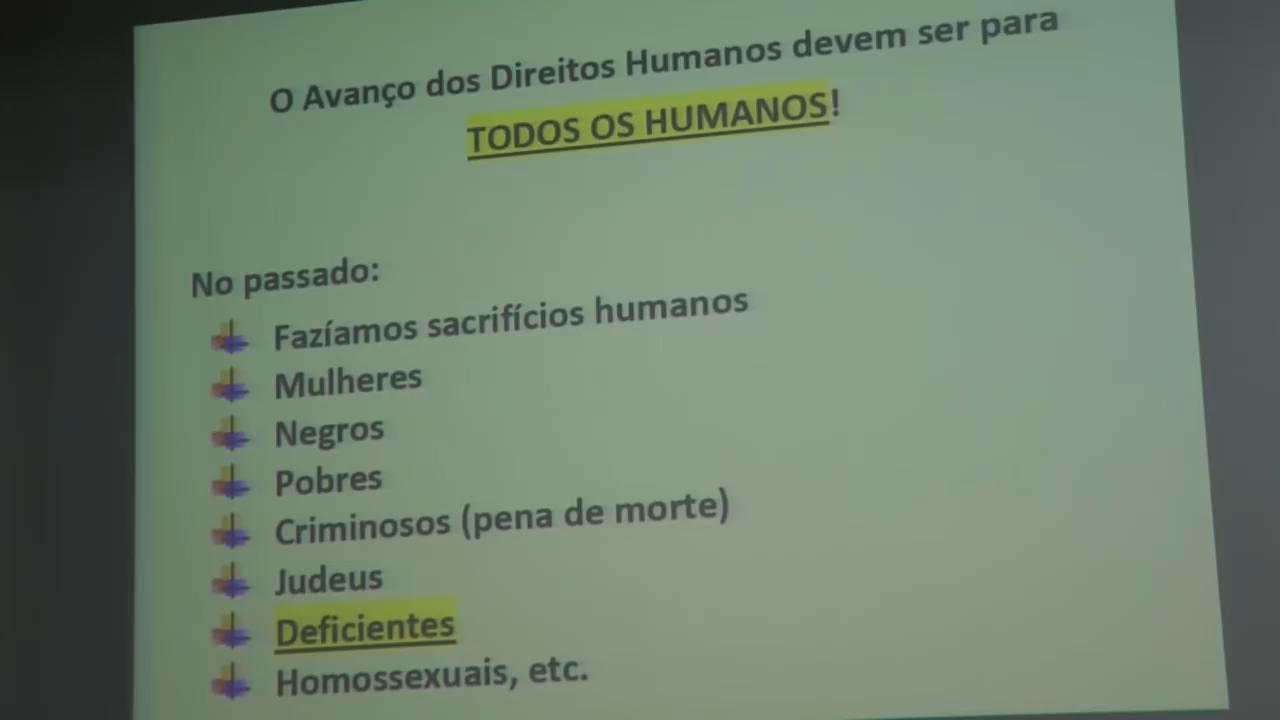 O Avanço dos Direitos Humanos devem ser para
TODOS OS HUMANOS!
No passado:
Fazíamos sacrifícios humanos
Mulheres
Negros
Pobres
Criminosos (pena de morte)
Judeus
Deficientes
Homossexuais, etc.